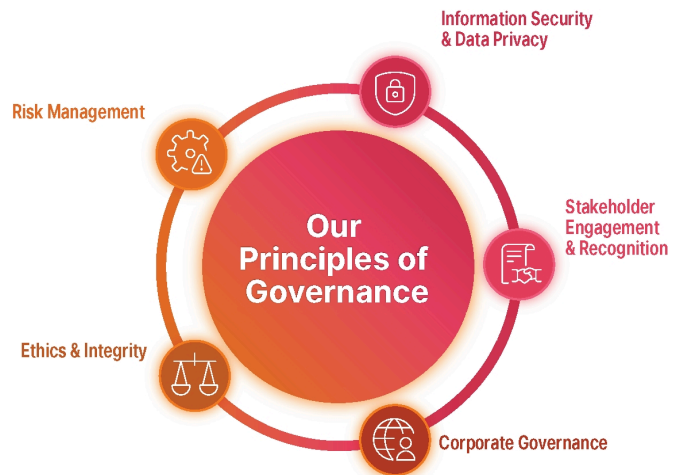 Information Security
& Data Privacy
Risk Management
Our
Principles of
Governance
Stakeholder
Engagement
& Recognition
Ethics & Integrity
Corporate Governance